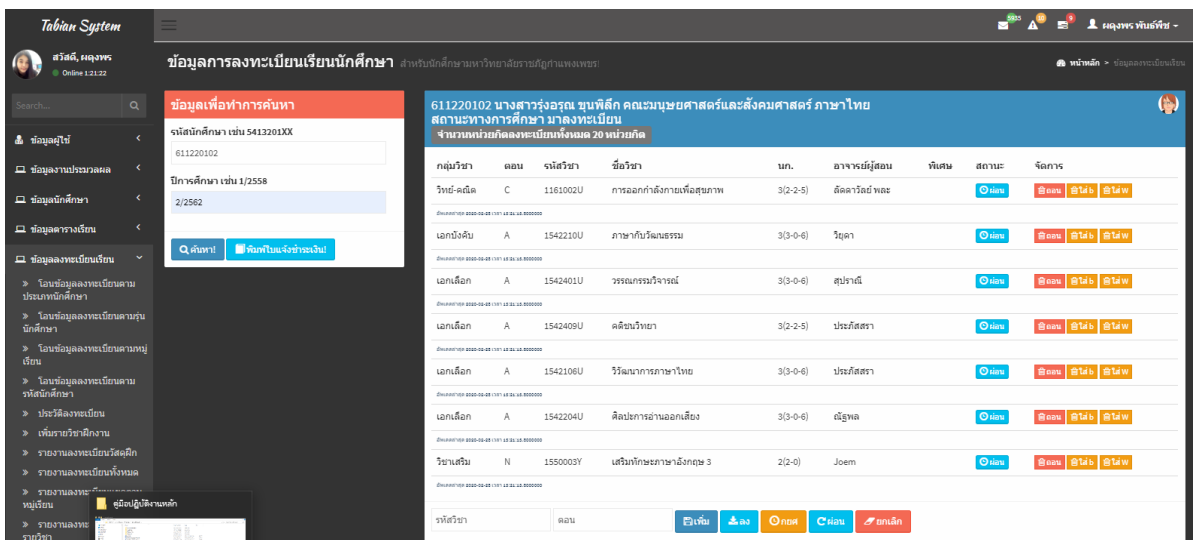 Tabian System
5935
10
9
ผดุงพร พันธ์พืช
สวัสดี, ผดุงพร
Online 1:21:22
ข้อมูลการลงทะเบียนเรียนนักศึกษา สำหรับนักศึกษามหาวิทยาลัยราชภัฏกำแพงเพชร
หน้าหลัก > ข้อมูลลงทะเบียนเรียน
Search...
ข้อมูลผู้ใช้
ข้อมูลงานประมวลผล
ข้อมูลนักศึกษา
ข้อมูลตารางเรียน
ข้อมูลลงทะเบียนเรียน
» โอนข้อมูลลงทะเบียนตาม
ประเภทนักศึกษา
» โอนข้อมูลลงทะเบียนตามรุ่น
นักศึกษา
» โอนข้อมูลลงทะเบียนตามหมู่
เรียน
» โอนข้อมูลลงทะเบียนตาม
รหัสนักศึกษา
» ประวัติลงทะเบียน
» เพิ่มรายวิชาฝึกงาน
» รายงานลงทะเบียนวัสดุฝึก
» รายงานลงทะเบียนทั้งหมด
» รายงานลงทะ
หมู่เรียน
» รายงานลงทะ
รายวิชา
คู่มือปฏิบัติงานหลัก
ข้อมูลเพื่อทำการค้นหา
รหัสนักศึกษา เช่น 5413201XX
611220102
ปีการศึกษา เช่น 1/2558
2/2562
ค้นหา! พิมพ์ใบแจ้งชำระเงิน!
611220102 นางสาวรุ่งอรุณ ขุนพิลึก คณะมนุษยศาสตร์และสังคมศาสตร์ ภาษาไทย
สถานะทางการศึกษา มาลงทะเบียน
จำนวนหน่วยกิตลงทะเบียนทั้งหมด 20 หน่วยกิต
กลุ่มวิชา ตอน รหัสวิชา ชื่อวิชา นก. อาจารย์ผู้สอน พิเศษ สถานะ จัดการ
วิทย์-คณิต C 1161002U การออกกำลังกายเพื่อสุขภาพ 3(2-2-5) ลัดดาวัลย์ พละ ผ่อน ถอน ใส่ b ใส่ w
เอกบังคับ A 1542210U ภาษากับวัฒนธรรม 3(3-0-6) วิยุดา ผ่อน ถอน ใส่ b ใส่ w
เอกเลือก A 1542401U วรรณกรรมวิจารณ์ 3(3-0-6) สุปราณี ผ่อน ถอน ใส่ b ใส่ w
เอกเลือก A 1542409U คติชนวิทยา 3(2-2-5) ประภัสสรา ผ่อน ถอน ใส่ b ใส่ w
เอกเลือก A 1542106U วิวัฒนาการภาษาไทย 3(3-0-6) ประภัสสรา ผ่อน ถอน ใส่ b ใส่ w
เอกเลือก A 1542204U ศิลปะการอ่านออกเสียง 3(3-0-6) ณัฐพล ผ่อน ถอน ใส่ b ใส่ w
วิชาเสริม N 1550003Y เสริมทักษะภาษาอังกฤษ 3 2(2-0) Joem ผ่อน ถอน ใส่ b ใส่ w
รหัสวิชา ตอน เพิ่ม ลง กยศ ผ่อน ยกเลิก